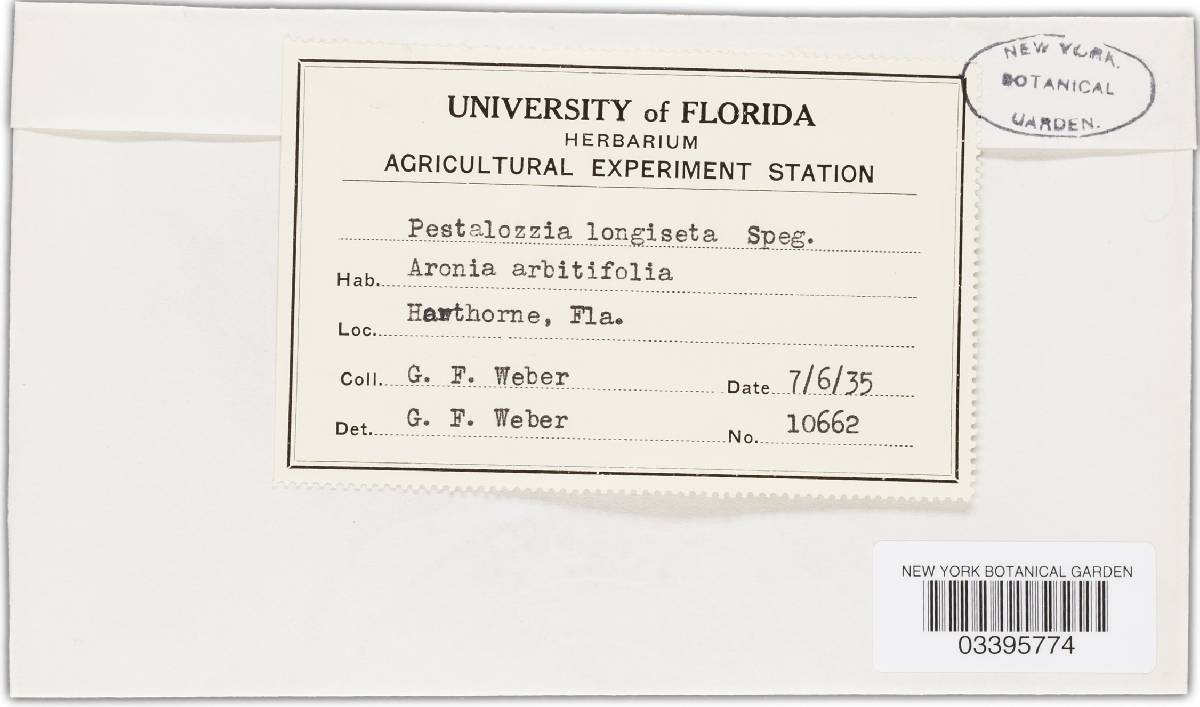 NEW YORK
BOTANICAL
GARDEN.
UNIVERSITY of FLORIDA
HERBARIUM
AGRICULTURAL EXPERIMENT STATION
Pestalozzia longiseta Speg.
Hab. Aronia arbitifolia
Loc. Hawthorne, Fla.
Coll. G. F. Weber Date 7/6/35
Det. G. F. Weber No. 10662
NEW YORK BOTANICAL GARDEN
03395774